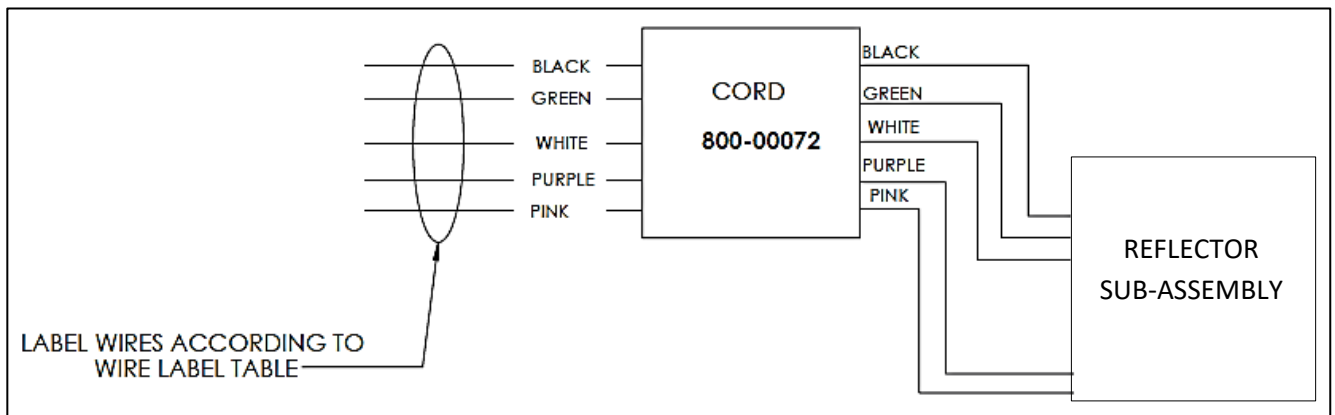 BLACK
GREEN
WHITE
PURPLE
PINK
CORD
800-00072
BLACK
GREEN
WHITE
PURPLE
PINK
REFLECTOR
SUB-ASSEMBLY
LABEL WIRES ACCORDING TO
WIRE LABEL TABLE